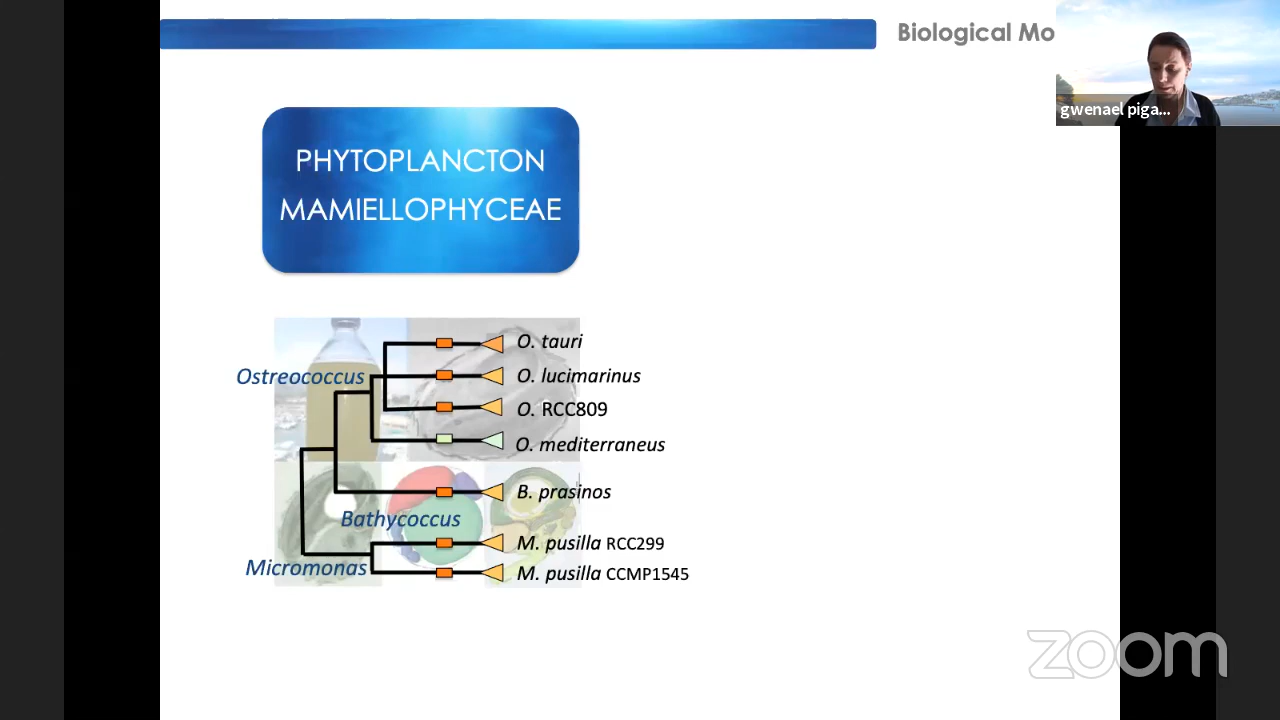 Biological Mo
gwenael piga...
PHYTOPLANCTON
MAMIELLOPHYCEAE
O. tauri
Ostreococcus
O. lucimarinus
O. RCC809
O. mediterraneus
B. prasinos
Bathycoccus
M. pusilla RCC299
Micromonas
M. pusilla CCMP1545
zoom